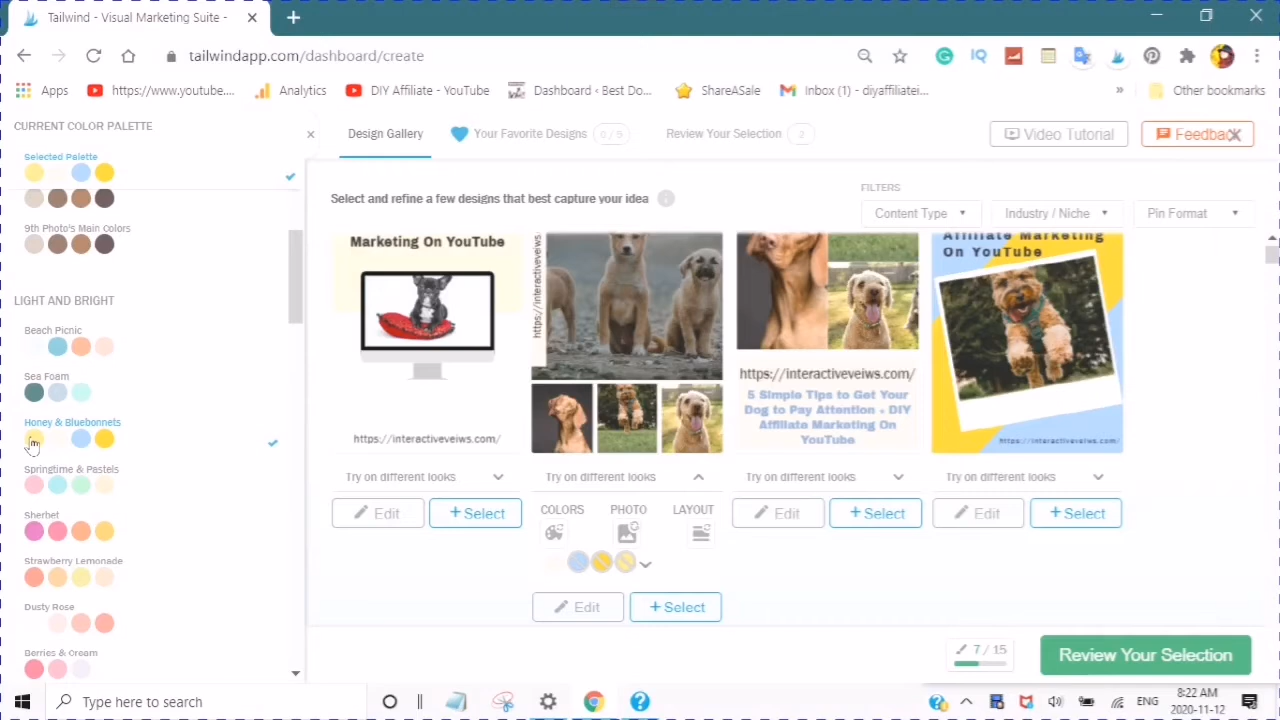 Tailwind - Visual Marketing Suite -
tailwindapp.com/dashboard/create
Apps
https://www.youtube....
Analytics
DIY Affiliate - YouTube
Dashboard ‹ Best Do...
ShareASale
Inbox (1) - diyaffiliatei...
»
Other bookmarks
CURRENT COLOR PALETTE
Selected Palette
9th Photo's Main Colors
LIGHT AND BRIGHT
Beach Picnic
Sea Foam
Honey & Bluebonnets
Springtime & Pastels
Sherbet
Strawberry Lemonade
Dusty Rose
Berries & Cream
Design Gallery
Your Favorite Designs 0 / 5
Review Your Selection 2
Video Tutorial
Feedback
Select and refine a few designs that best capture your idea
FILTERS
Content Type
Industry / Niche
Pin Format
Marketing On YouTube
https://interactiveveiws.com/
Try on different looks
Edit
+ Select
https://interactiveveiws.com/
Try on different looks
COLORS PHOTO LAYOUT
Edit
+ Select
https://interactiveveiws.com/
5 Simple Tips to Get Your
Dog to Pay Attention - DIY
Affiliate Marketing On
YouTube
Try on different looks
Edit
+ Select
Affiliate Marketing
On YouTube
https://interactiveveiws.com/
Try on different looks
Edit
+ Select
7 / 15
Review Your Selection
Type here to search
ENG
8:22 AM
2020-11-12